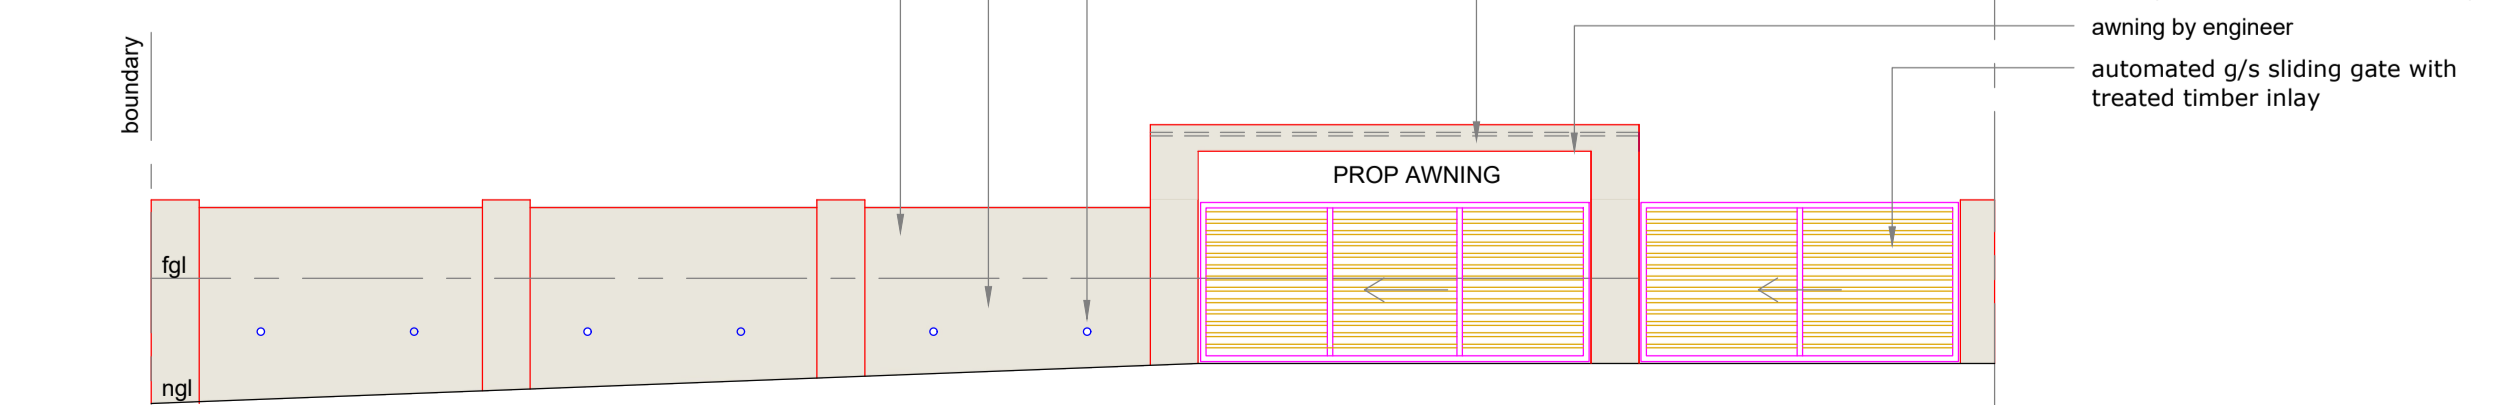 boundary
awning by engineer
automated g/s sliding gate with
treated timber inlay
PROP AWNING
fgl
ngl